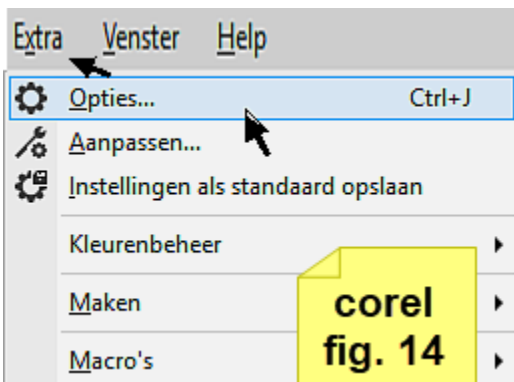 Extra Venster Help
Opties... Ctrl+J
Aanpassen...
Instellingen als standaard opslaan
Kleurenbeheer
Maken
Macro's
corel
fig. 14